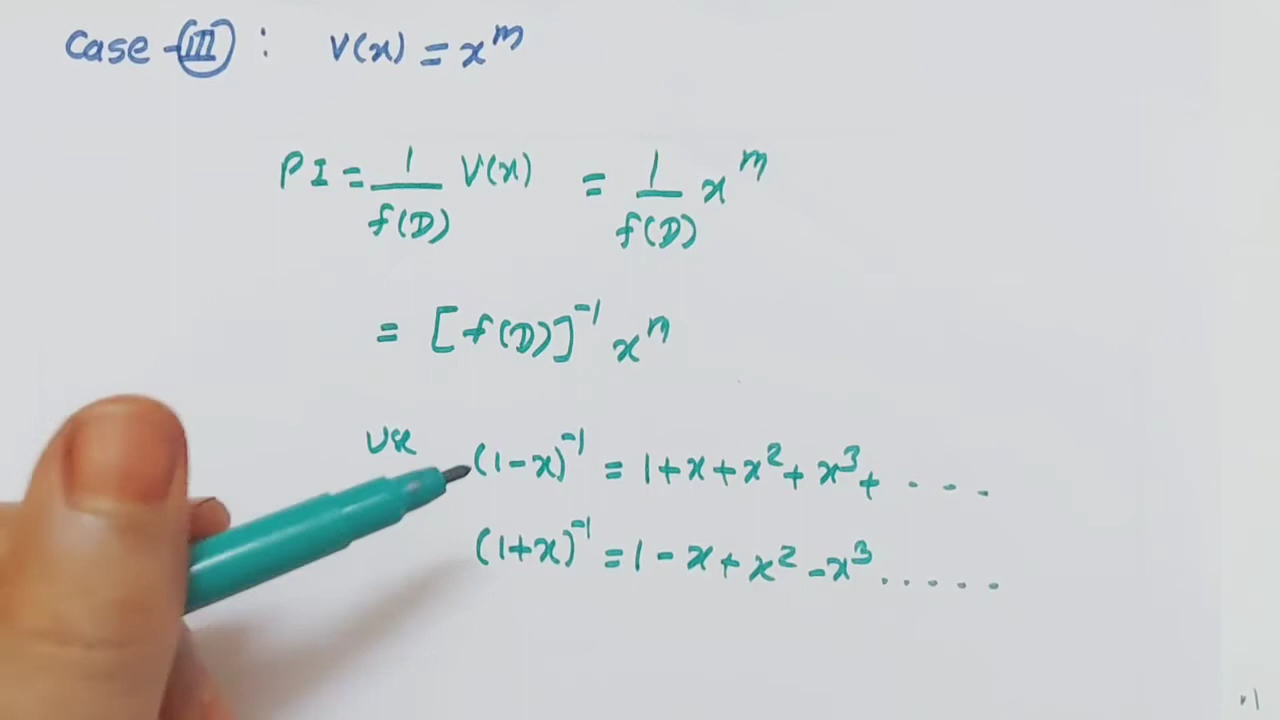 Case-III : V(x) = x^m
PI = 1/f(D) V(x) = 1/f(D) x^m
= [f(D)]^-1 x^m
Use (1-x)^-1 = 1+x+x^2+x^3+ ...
(1+x)^-1 = 1-x+x^2-x^3.....